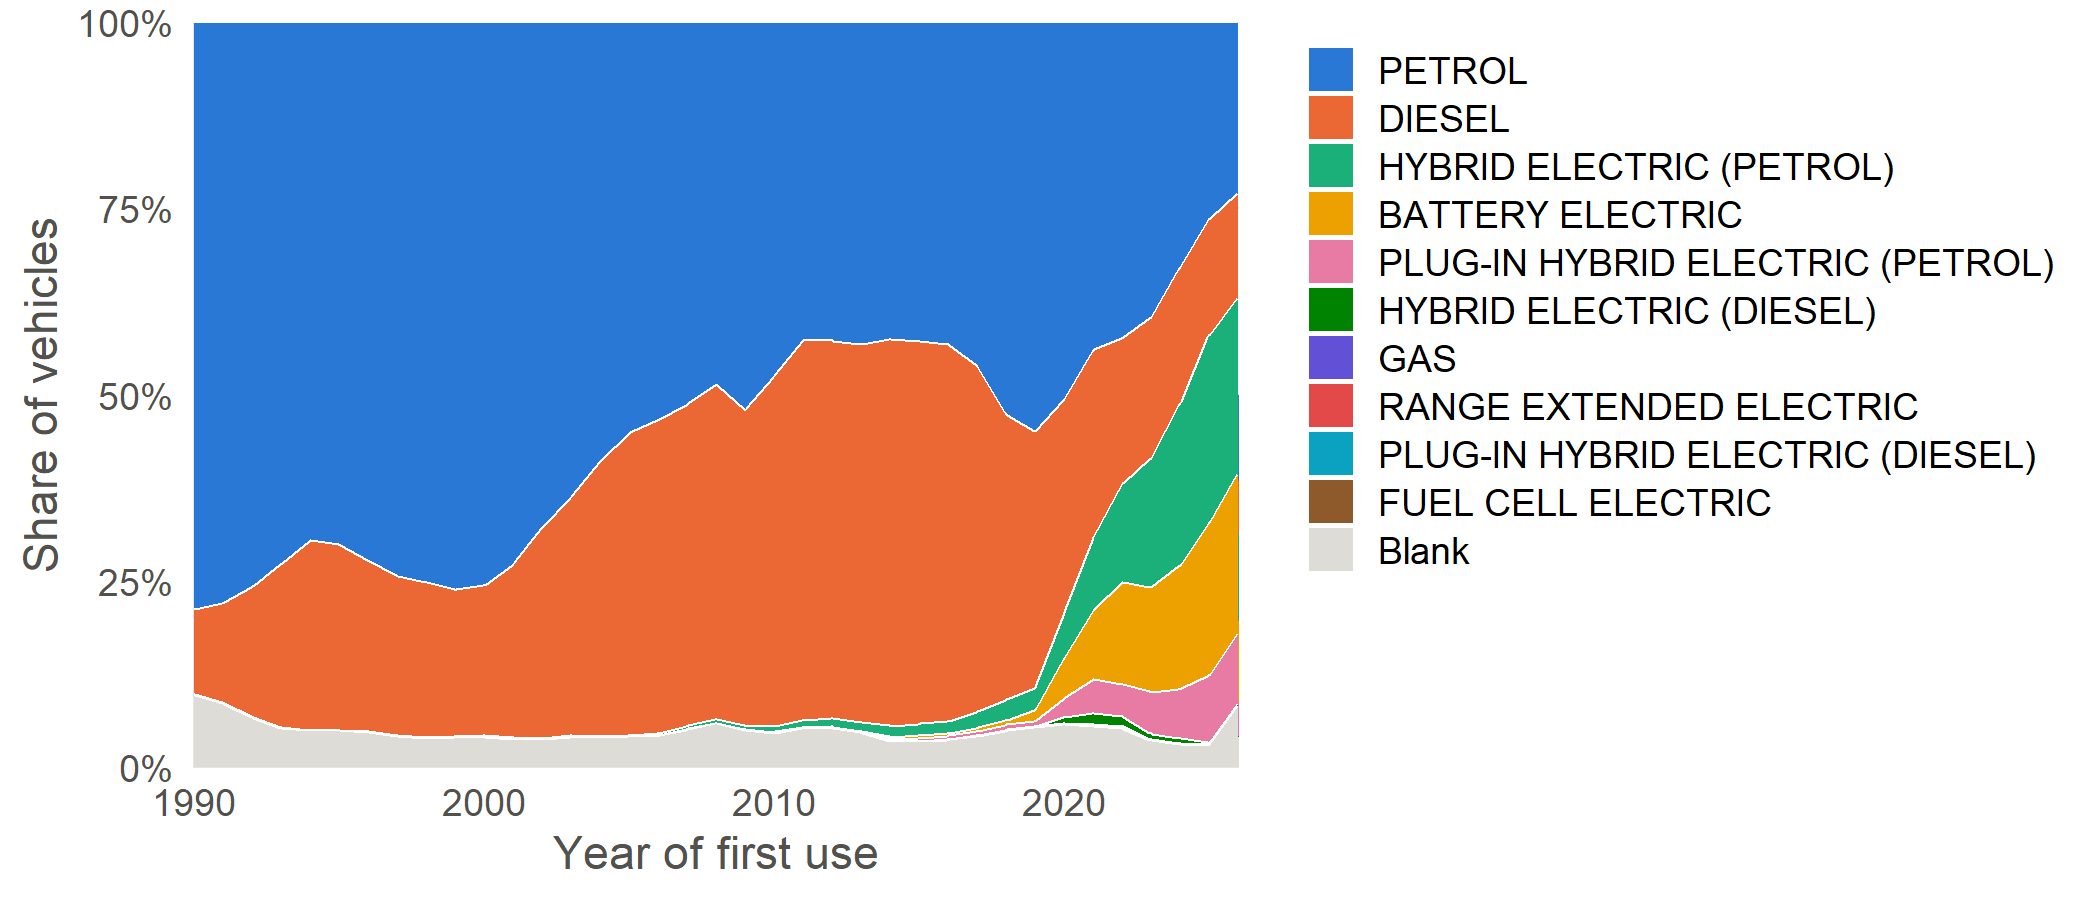 100%
75%
50%
25%
0%
Share of vehicles
1990
2000
2010
2020
Year of first use
PETROL
DIESEL
HYBRID ELECTRIC (PETROL)
BATTERY ELECTRIC
PLUG-IN HYBRID ELECTRIC (PETROL)
HYBRID ELECTRIC (DIESEL)
GAS
RANGE EXTENDED ELECTRIC
PLUG-IN HYBRID ELECTRIC (DIESEL)
FUEL CELL ELECTRIC
Blank